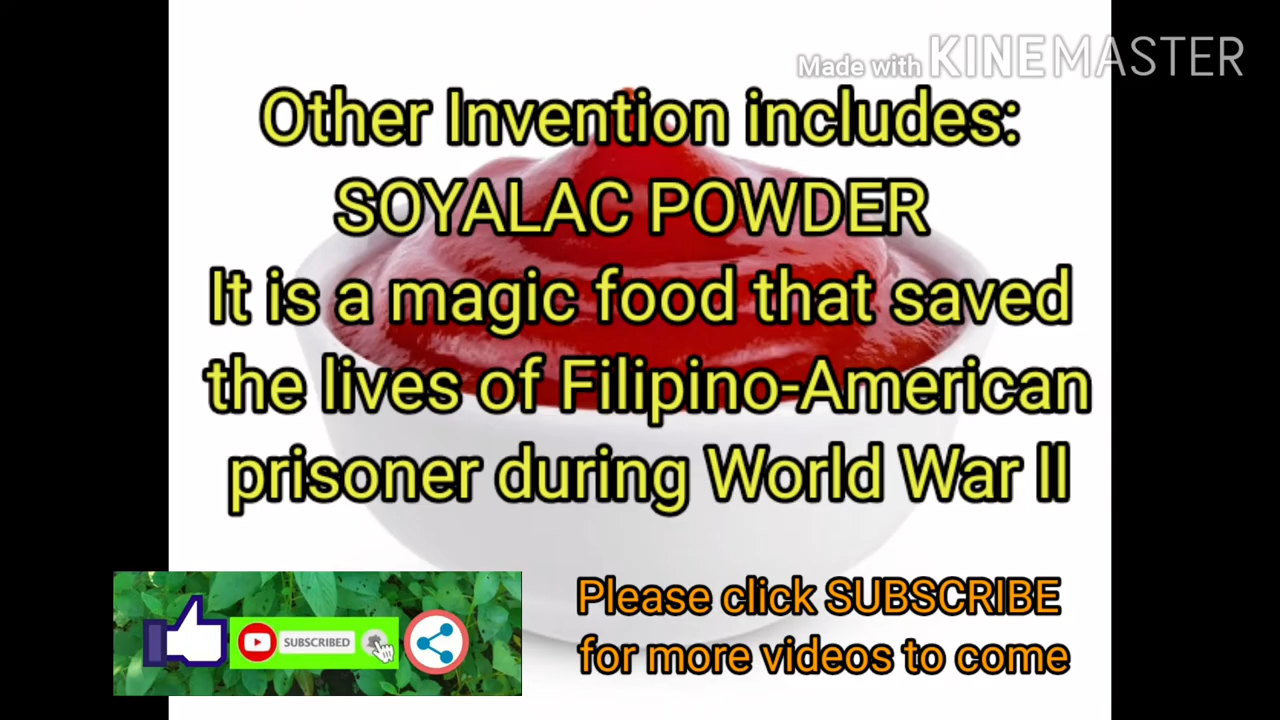 Made with KINEMASTER
Other Invention includes:
SOYALAC POWDER
It is a magic food that saved
the lives of Filipino-American
prisoner during World War ll
Please click SUBSCRIBE
SUBSCRIBED
for more videos to come